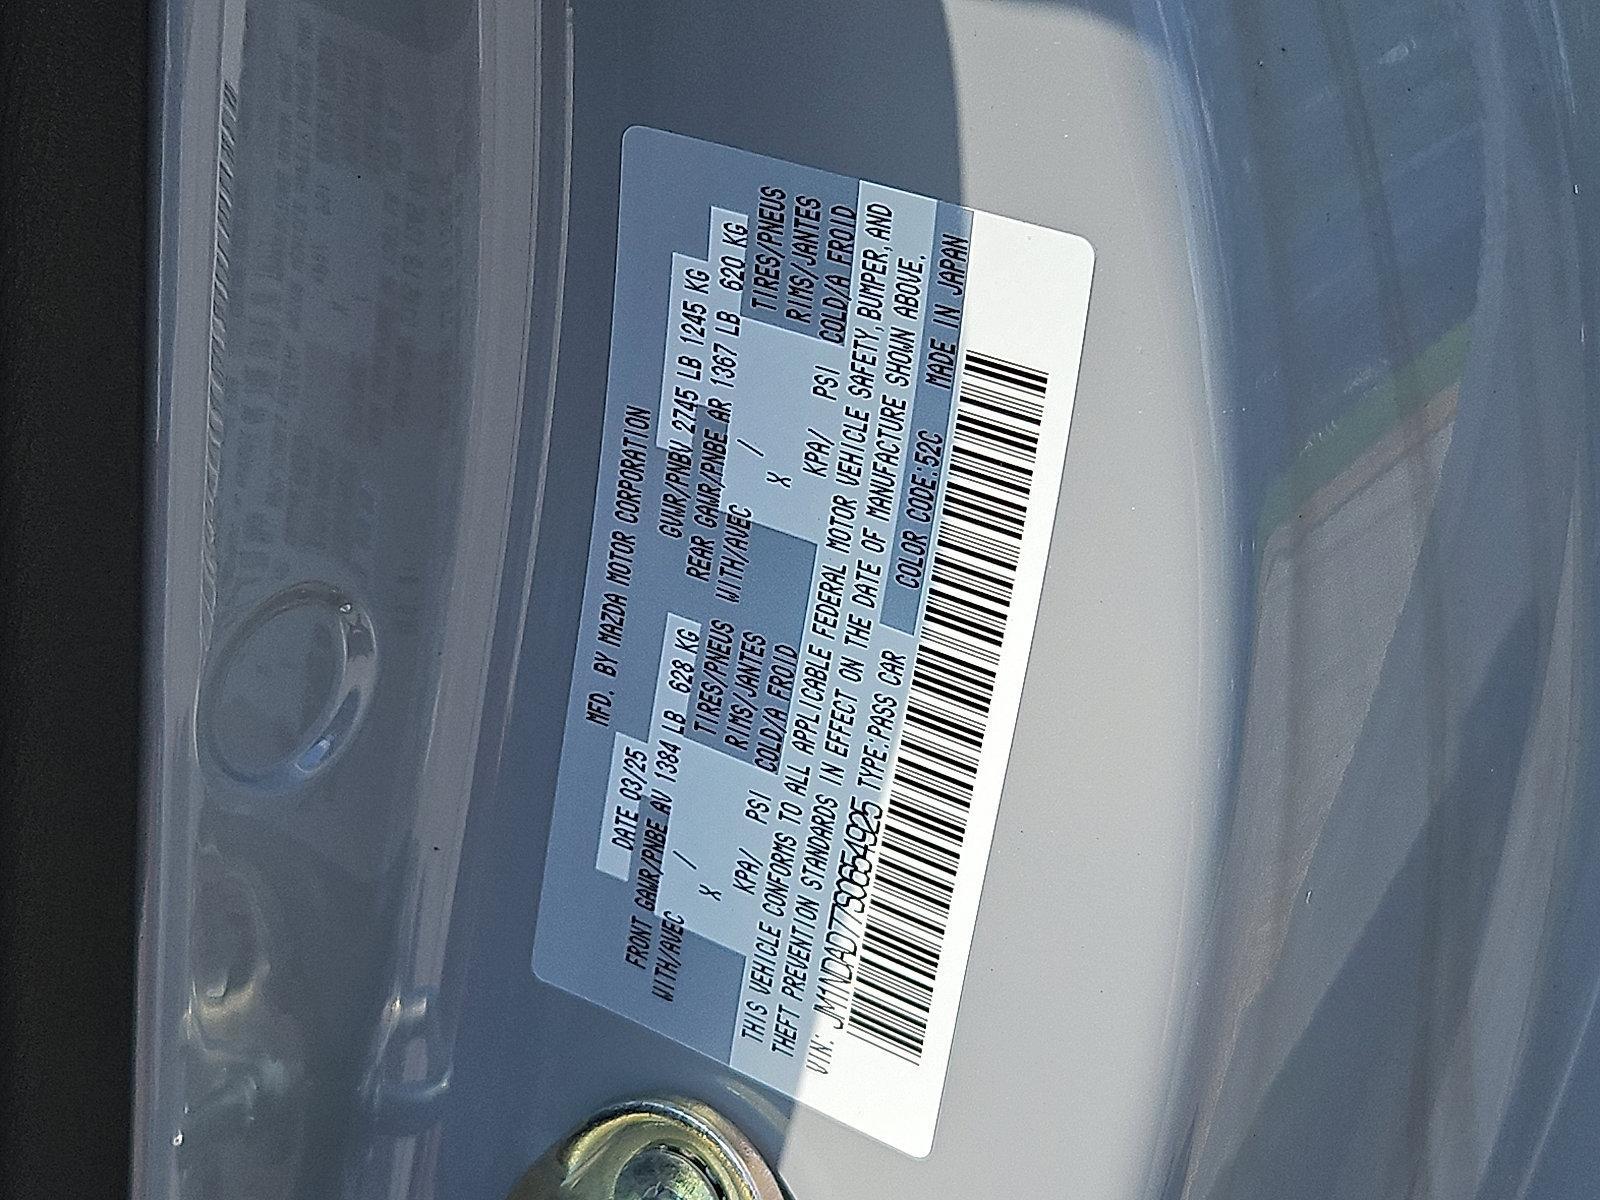 MFD. BY MAZDA MOTOR CORPORATION
DATE 03/25 GVWR/PNBV 2745 LB 1245 KG
FRONT GAWR/PNBE AV 1384 LB 628 KG REAR GAWR/PNBE AR 1367 LB 620 KG
WITH/AVEC TIRES/PNEUS WITH/AVEC TIRES/PNEUS
X / RIMS/JANTES X / RIMS/JANTES
KPA/ PSI COLD/A FROID KPA/ PSI COLD/A FROID
THIS VEHICLE CONFORMS TO ALL APPLICABLE FEDERAL MOTOR VEHICLE SAFETY, BUMPER, AND
THEFT PREVENTION STANDARDS IN EFFECT ON THE DATE OF MANUFACTURE SHOWN ABOVE.
VIN: JM1NDAD77S0654925 TYPE:PASS CAR COLOR CODE:52C MADE IN JAPAN